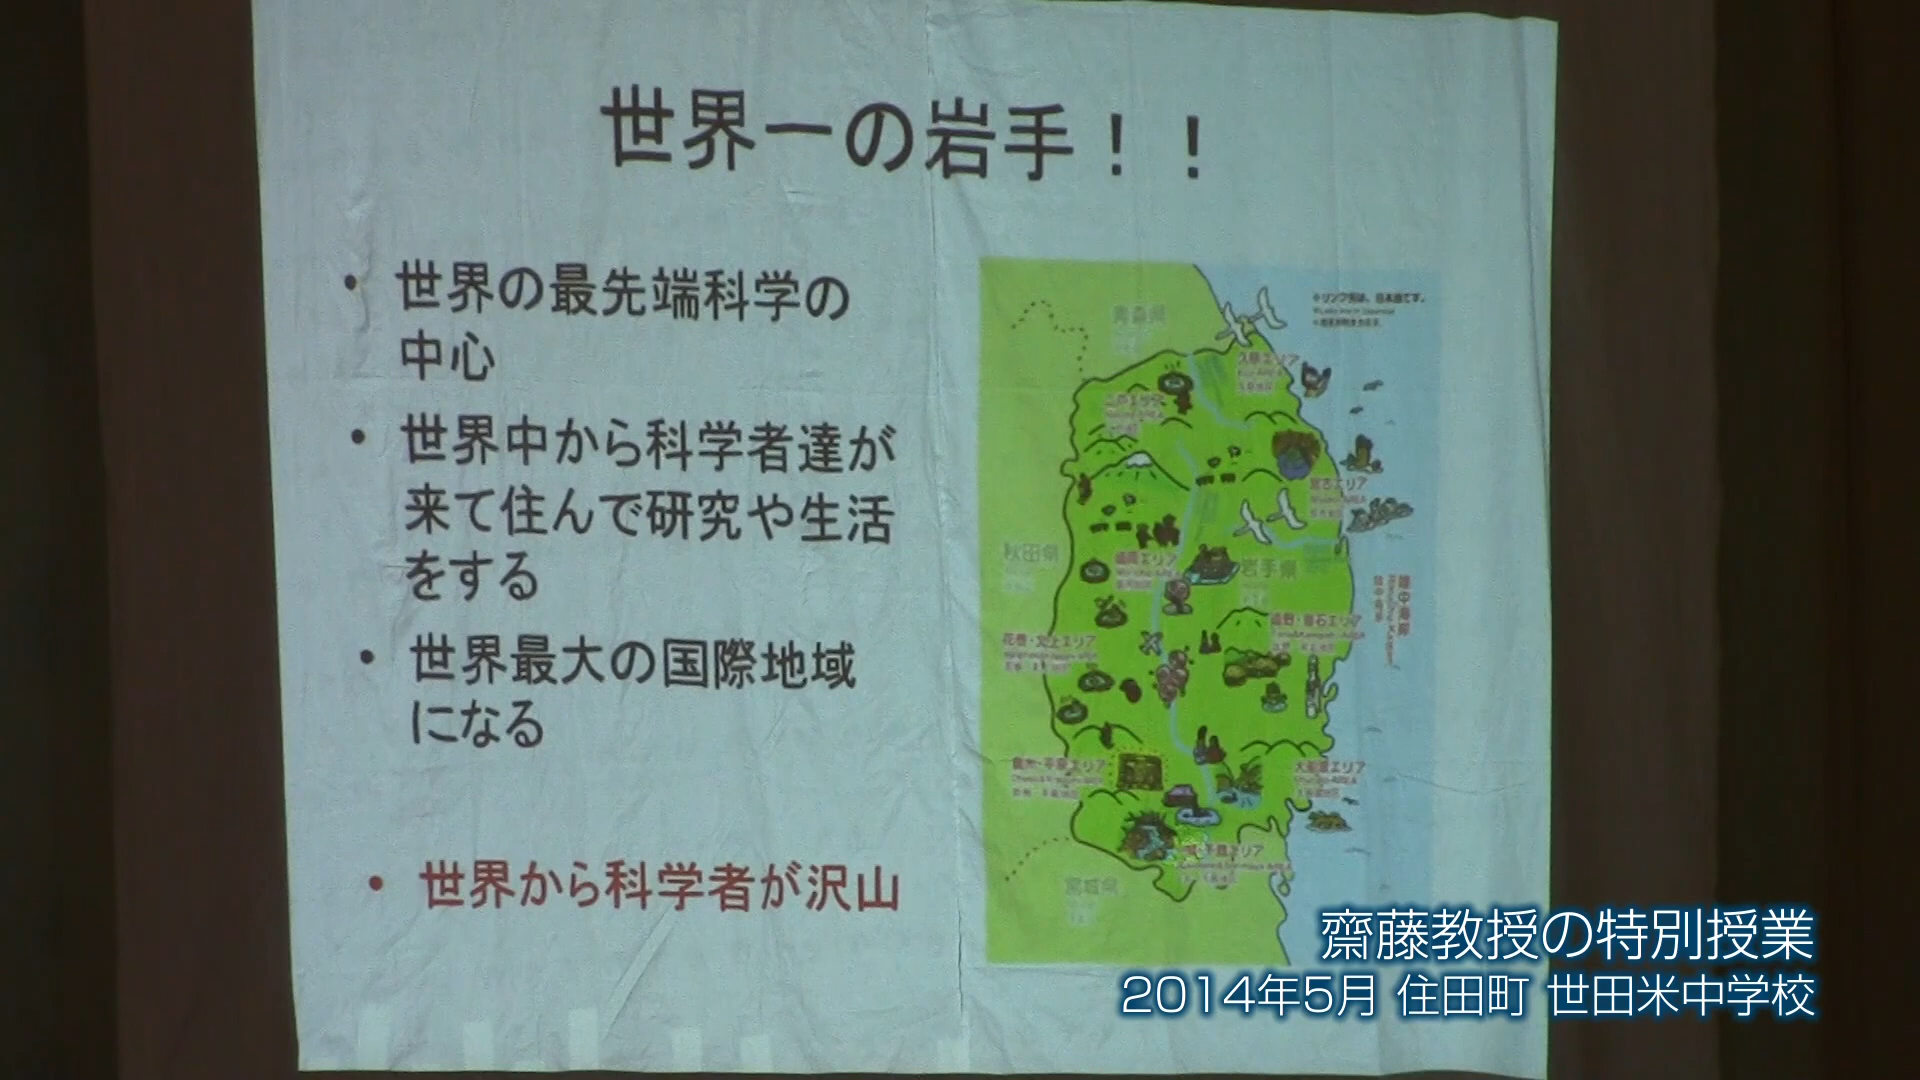 世界一の岩手！！
・世界の最先端科学の
中心
・世界中から科学者達が
来て住んで研究や生活
をする
・世界最大の国際地域
になる
・世界から科学者が沢山
青森県
久慈エリア
宮古エリア
秋田県
盛岡エリア
岩手県
遠野・釜石エリア
花巻・北上エリア
奥州・平泉エリア
大船渡エリア
宮城県
齋藤教授の特別授業
2014年5月 住田町 世田米中学校